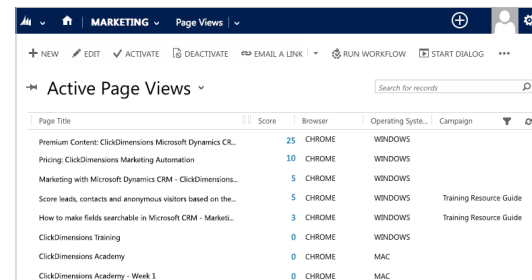 MARKETING Page Views
NEW EDIT ACTIVATE DEACTIVATE EMAIL A LINK RUN WORKFLOW START DIALOG •••
Active Page Views
Search for records
Page Title Score Browser Operating Syste... Campaign
Premium Content: ClickDimensions Microsoft Dynamics CR... 25 CHROME WINDOWS
Pricing: ClickDimensions Marketing Automation 10 CHROME WINDOWS
Marketing with Microsoft Dynamics CRM - ClickDimensions... 5 CHROME WINDOWS
Score leads, contacts and anonymous visitors based on the... 5 CHROME WINDOWS Training Resource Guide
How to make fields searchable in Microsoft CRM - Marketi... 3 CHROME WINDOWS Training Resource Guide
ClickDimensions Training 0 CHROME WINDOWS
ClickDimensions Academy 0 CHROME MAC
ClickDimensions Academy - Week 1 0 CHROME MAC